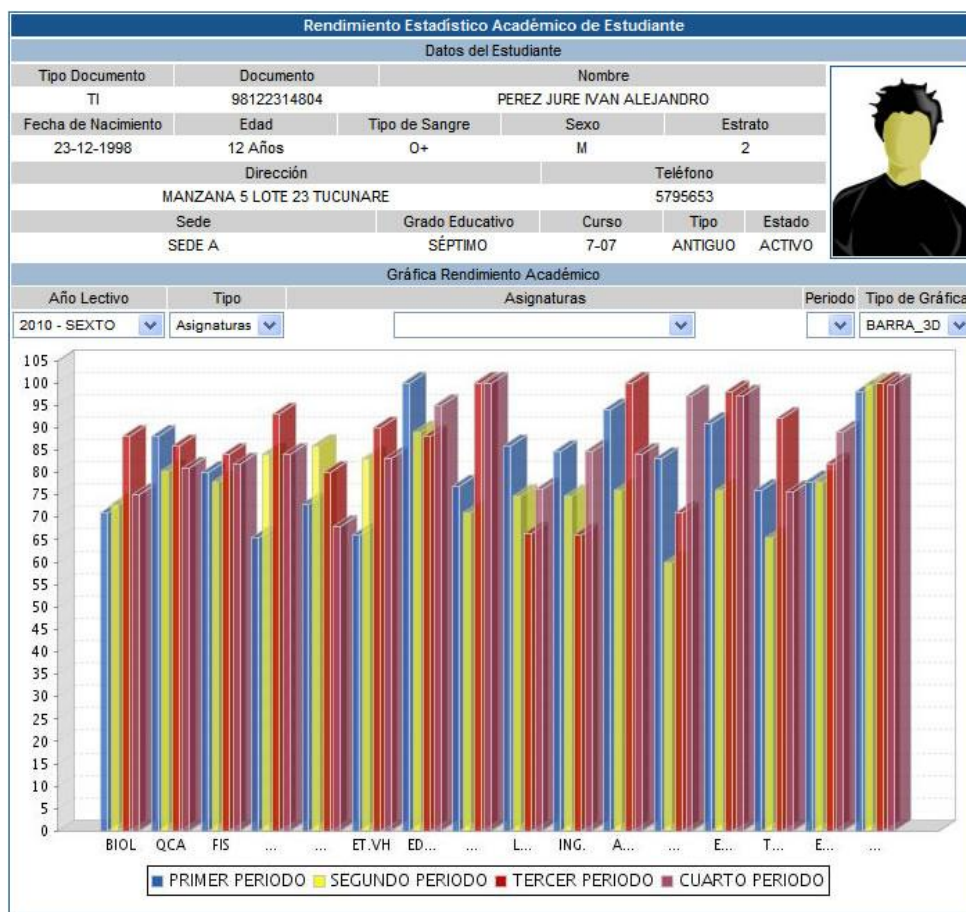 Rendimiento Estadístico Académico de Estudiante
Datos del Estudiante
Tipo Documento Documento Nombre
TI 98122314804 PEREZ JURE IVAN ALEJANDRO
Fecha de Nacimiento Edad Tipo de Sangre Sexo Estrato
23-12-1998 12 Años O+ M 2
Dirección Teléfono
MANZANA 5 LOTE 23 TUCUNARE 5795653
Sede Grado Educativo Curso Tipo Estado
SEDE A SÉPTIMO 7-07 ANTIGUO ACTIVO
Gráfica Rendimiento Académico
Año Lectivo Tipo Asignaturas Periodo Tipo de Gráfica
2010 - SEXTO Asignaturas BARRA_3D
105
100
95
90
85
80
75
70
65
60
55
50
45
40
35
30
25
20
15
10
5
0
BIOL QCA FIS ... ... ET.VH ED... ... L... ING. A... ... E... T... E... ...
PRIMER PERIODO SEGUNDO PERIODO TERCER PERIODO CUARTO PERIODO